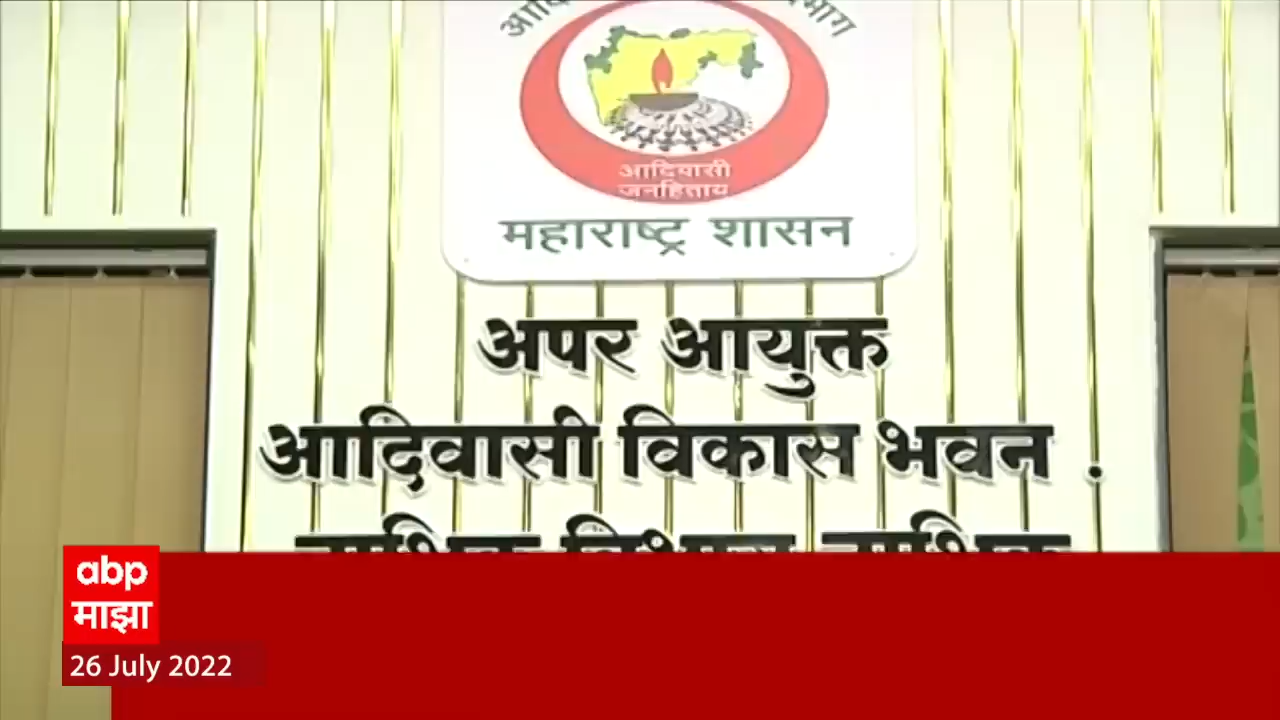 आदिवासी
जनहिताय
महाराष्ट्र शासन
अपर आयुक्त
आदिवासी विकास भवन .
abp
माझा
26 July 2022